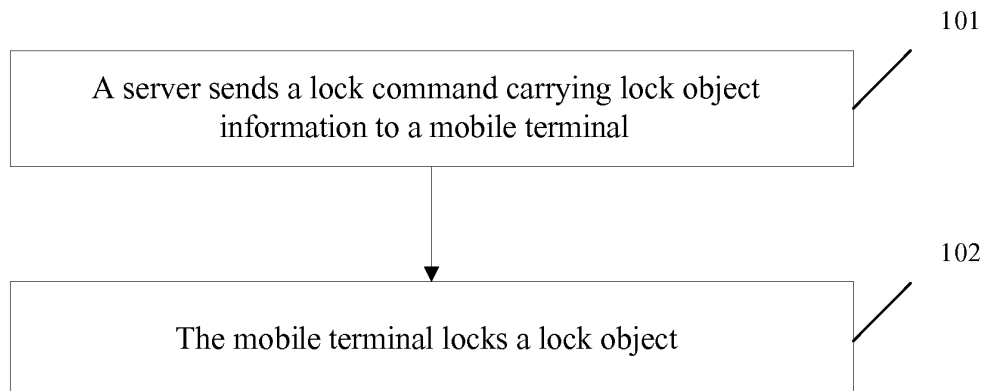 101
A server sends a lock command carrying lock object
information to a mobile terminal
102
The mobile terminal locks a lock object